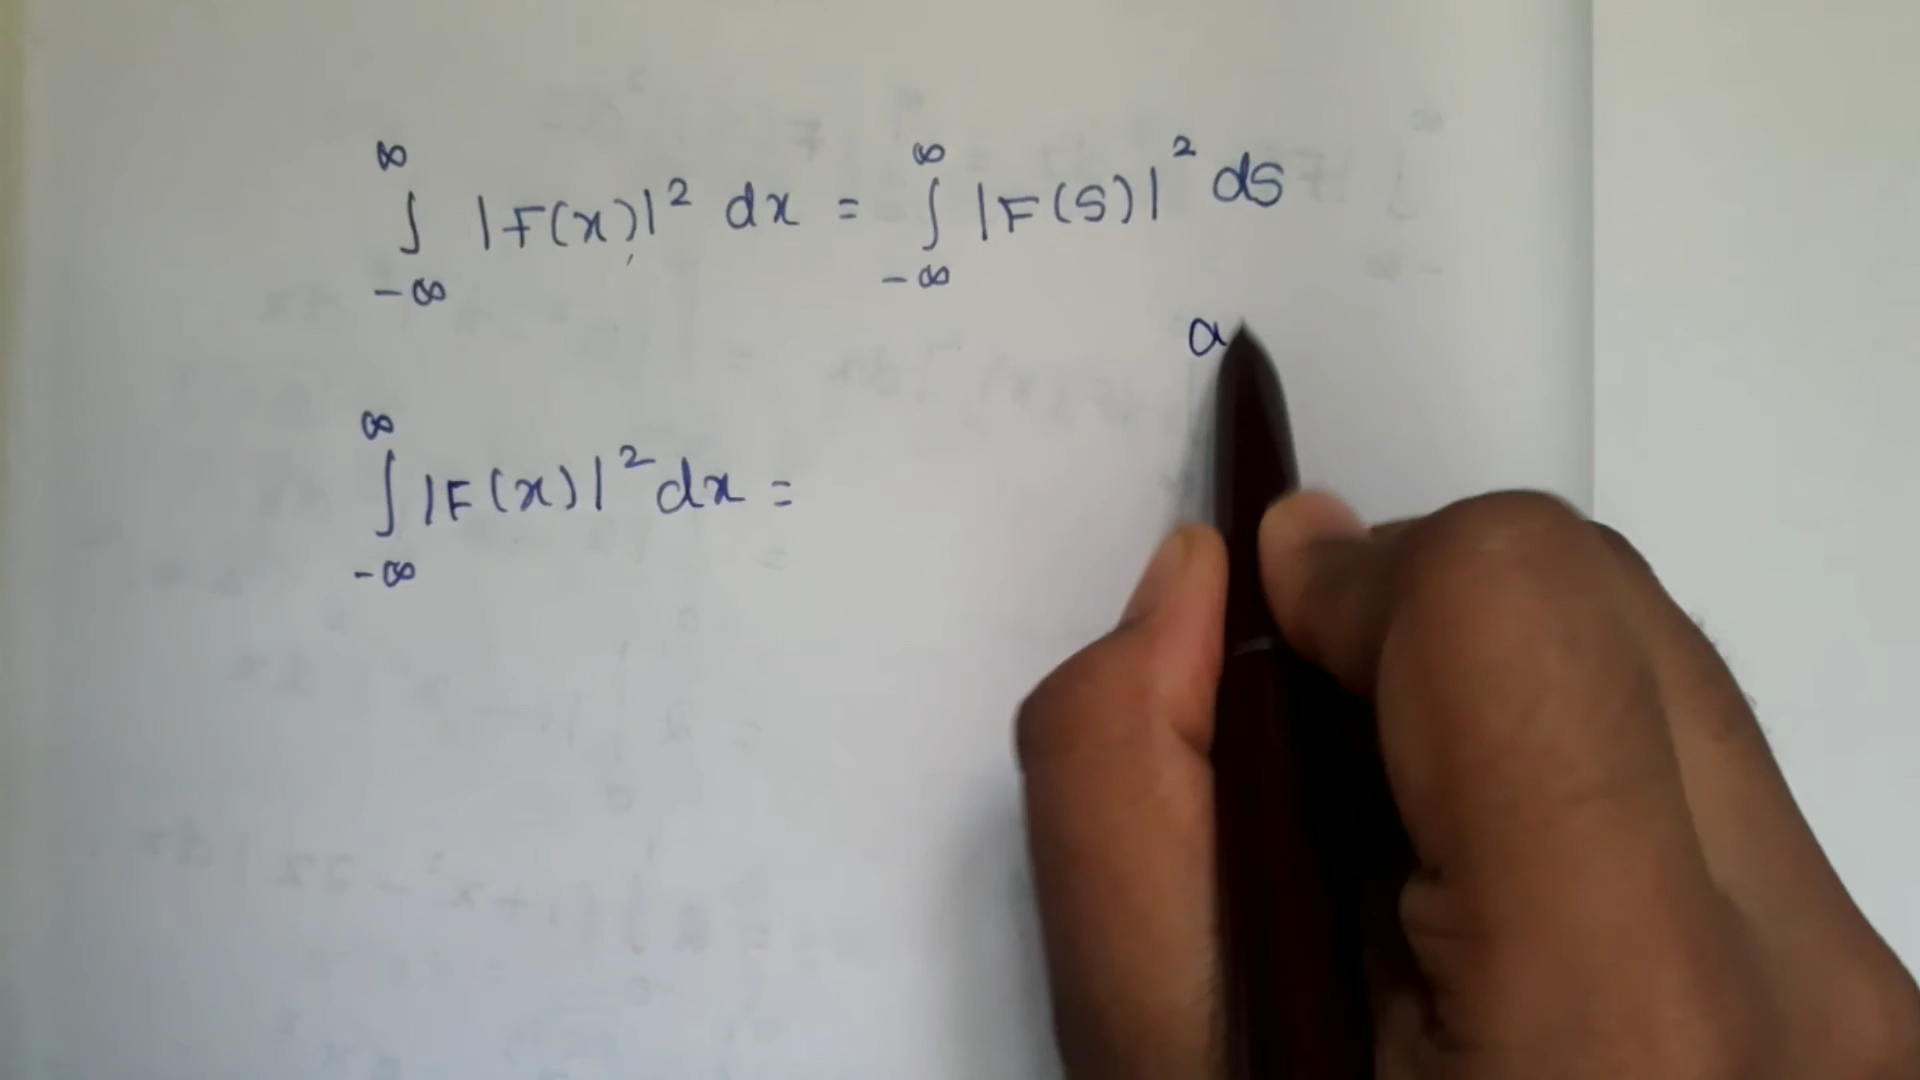 ∞ ∞
∫ |F(x)|² dx = ∫ |F(s)|² ds
-∞ -∞
a
∞
∫ |F(x)|² dx =
-∞